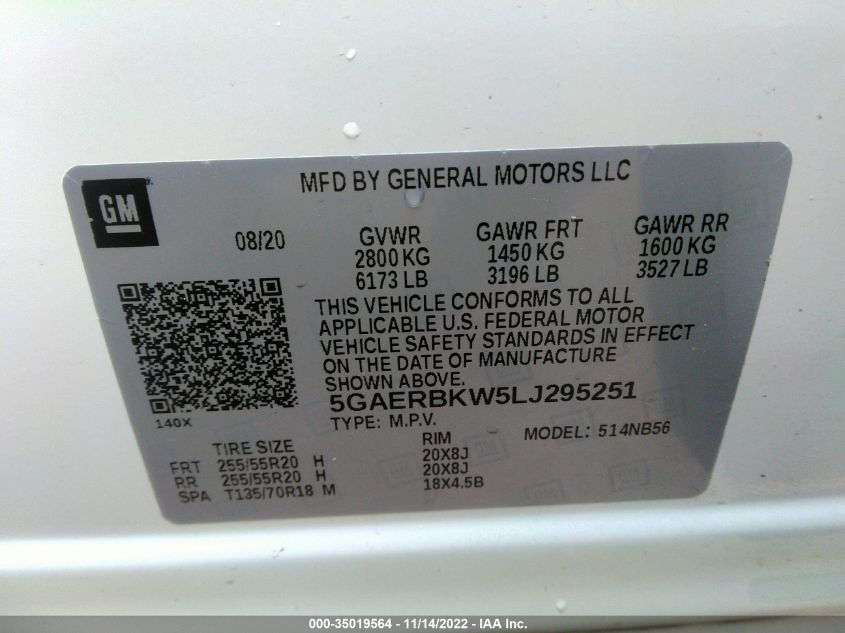 GM
MFD BY GENERAL MOTORS LLC
08/20
GVWR GAWR FRT GAWR RR
2800 KG 1450 KG 1600 KG
6173 LB 3196 LB 3527 LB
THIS VEHICLE CONFORMS TO ALL
APPLICABLE U.S. FEDERAL MOTOR
VEHICLE SAFETY STANDARDS IN EFFECT
ON THE DATE OF MANUFACTURE
SHOWN ABOVE.
5GAERBKW5LJ295251
140X
TYPE: M.P.V. MODEL: 514NB56
TIRE SIZE RIM
FRT 255/55R20 H 20X8J
RR 255/55R20 H 20X8J
SPA T135/70R18 M 18X4.5B
000-35019564 - 11/14/2022 - IAA Inc.